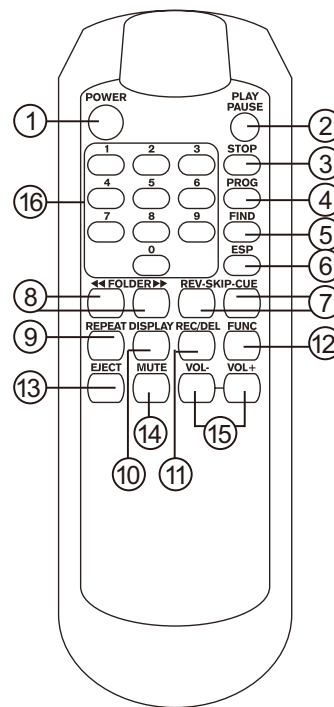 POWER
PLAY
PAUSE
1
2
1 2 3 STOP
3
4 5 6 PROG
4
16
7 8 9 FIND
5
0 ESP
6
◀◀ FOLDER ▶▶ REV-SKIP-CUE
8
7
REPEAT DISPLAY REC/DEL FUNC
9
12
EJECT MUTE VOL- VOL+
13
14
15
10
11